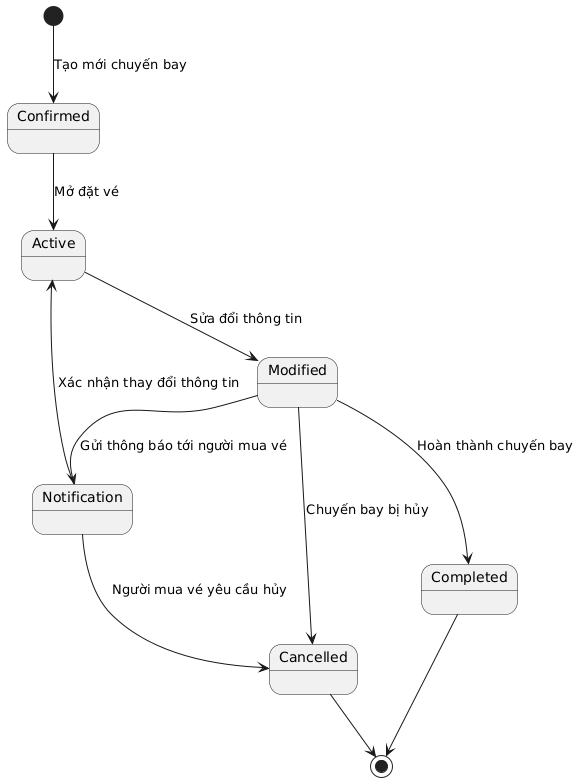 Tạo mới chuyến bay
Confirmed
Mở đặt vé
Active
Sửa đổi thông tin
Modified
Xác nhận thay đổi thông tin
Gửi thông báo tới người mua vé
Hoàn thành chuyến bay
Notification
Chuyến bay bị hủy
Completed
Người mua vé yêu cầu hủy
Cancelled